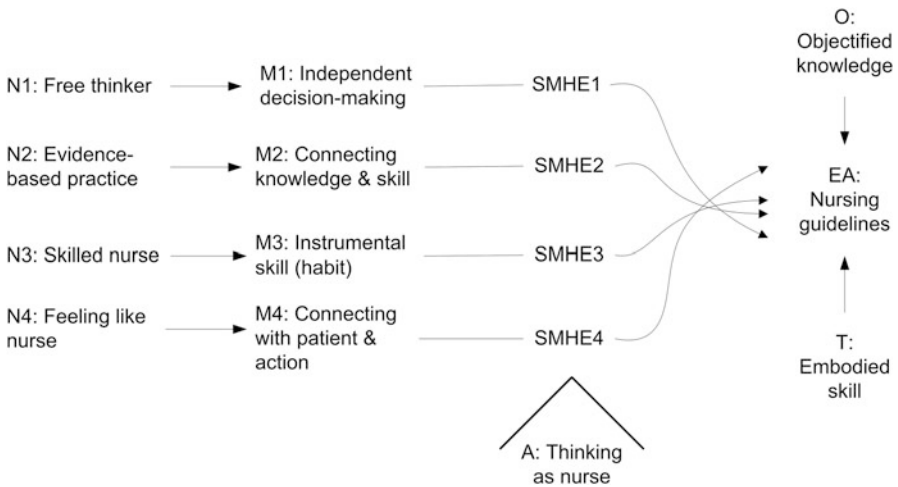 O:
Objectified
knowledge
N1: Free thinker
M1: Independent
decision-making
SMHE1
N2: Evidence-
based practice
M2: Connecting
knowledge & skill
SMHE2
EA:
Nursing
guidelines
N3: Skilled nurse
M3: Instrumental
skill (habit)
SMHE3
N4: Feeling like
nurse
M4: Connecting
with patient &
action
SMHE4
T:
Embodied
skill
A: Thinking
as nurse